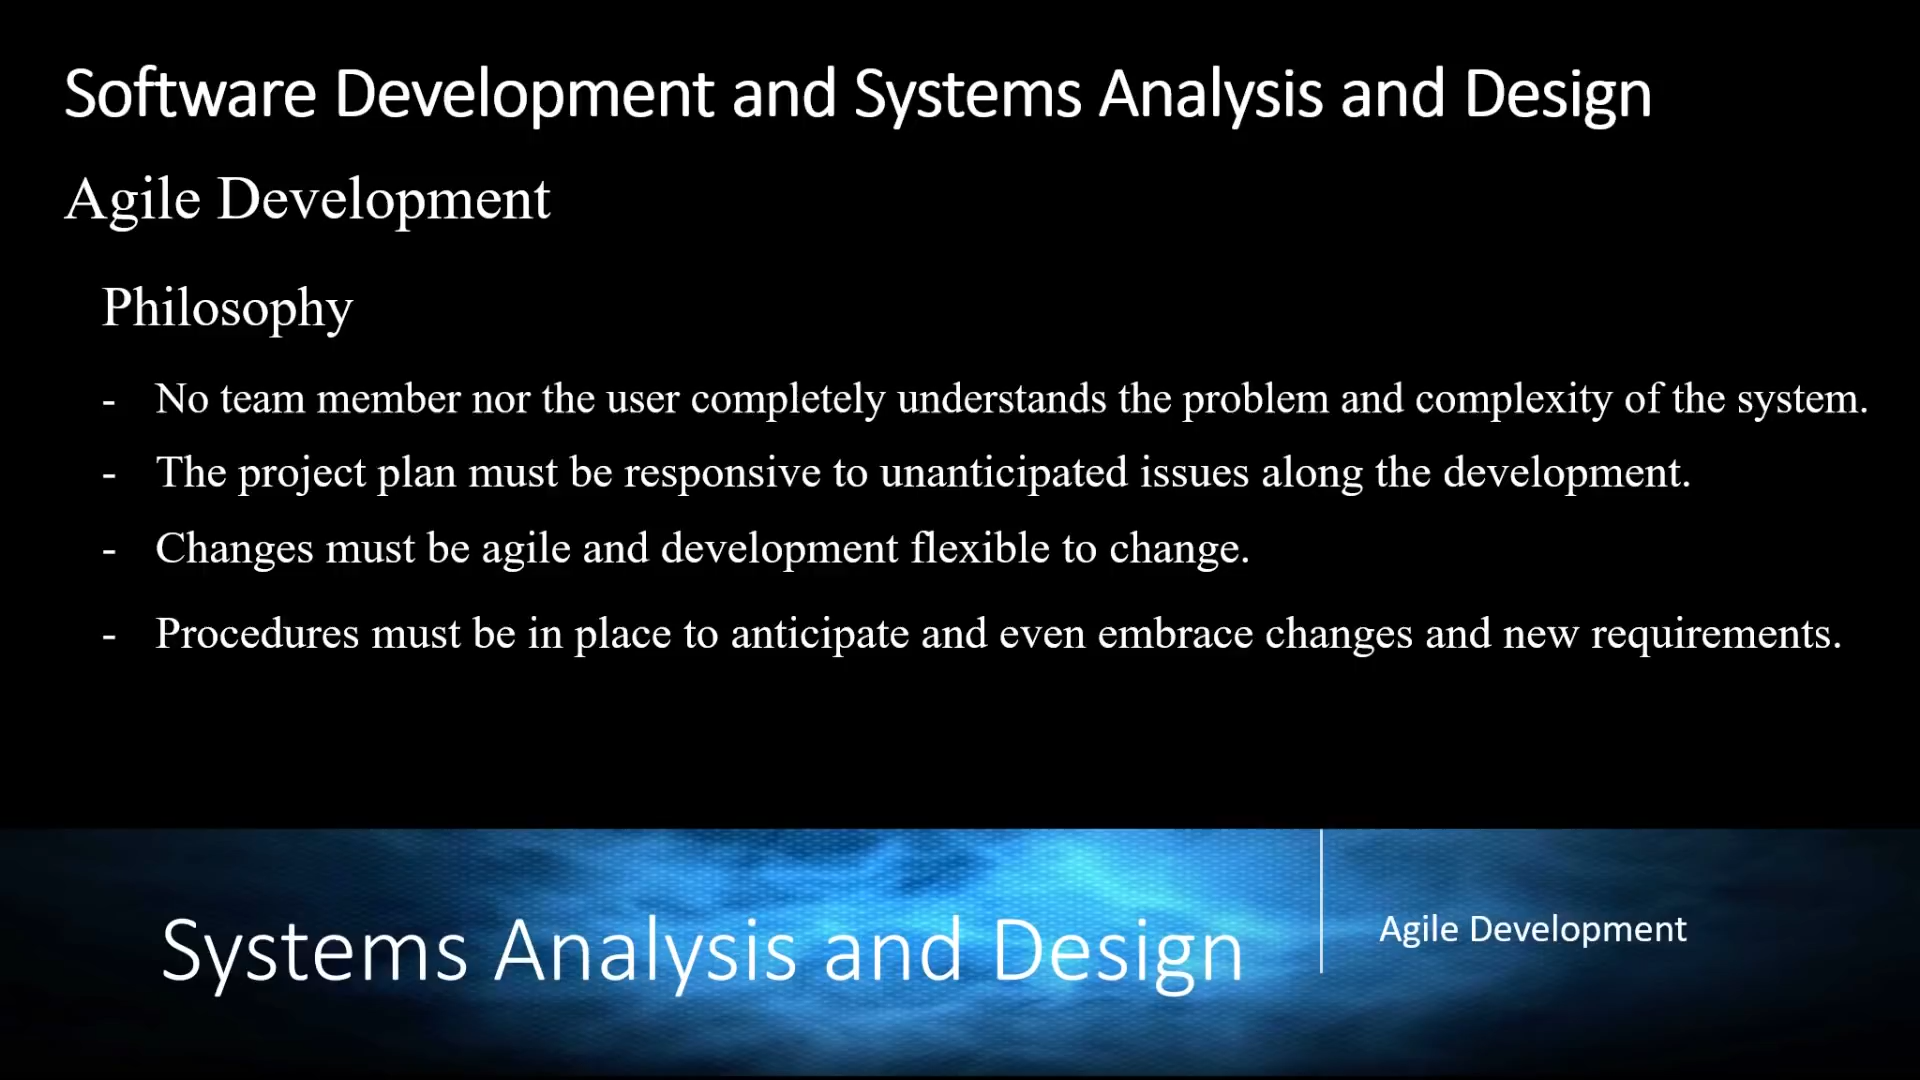 Software Development and Systems Analysis and Design
Agile Development
Philosophy
- No team member nor the user completely understands the problem and complexity of the system.
- The project plan must be responsive to unanticipated issues along the development.
- Changes must be agile and development flexible to change.
- Procedures must be in place to anticipate and even embrace changes and new requirements.
Systems Analysis and Design
Agile Development